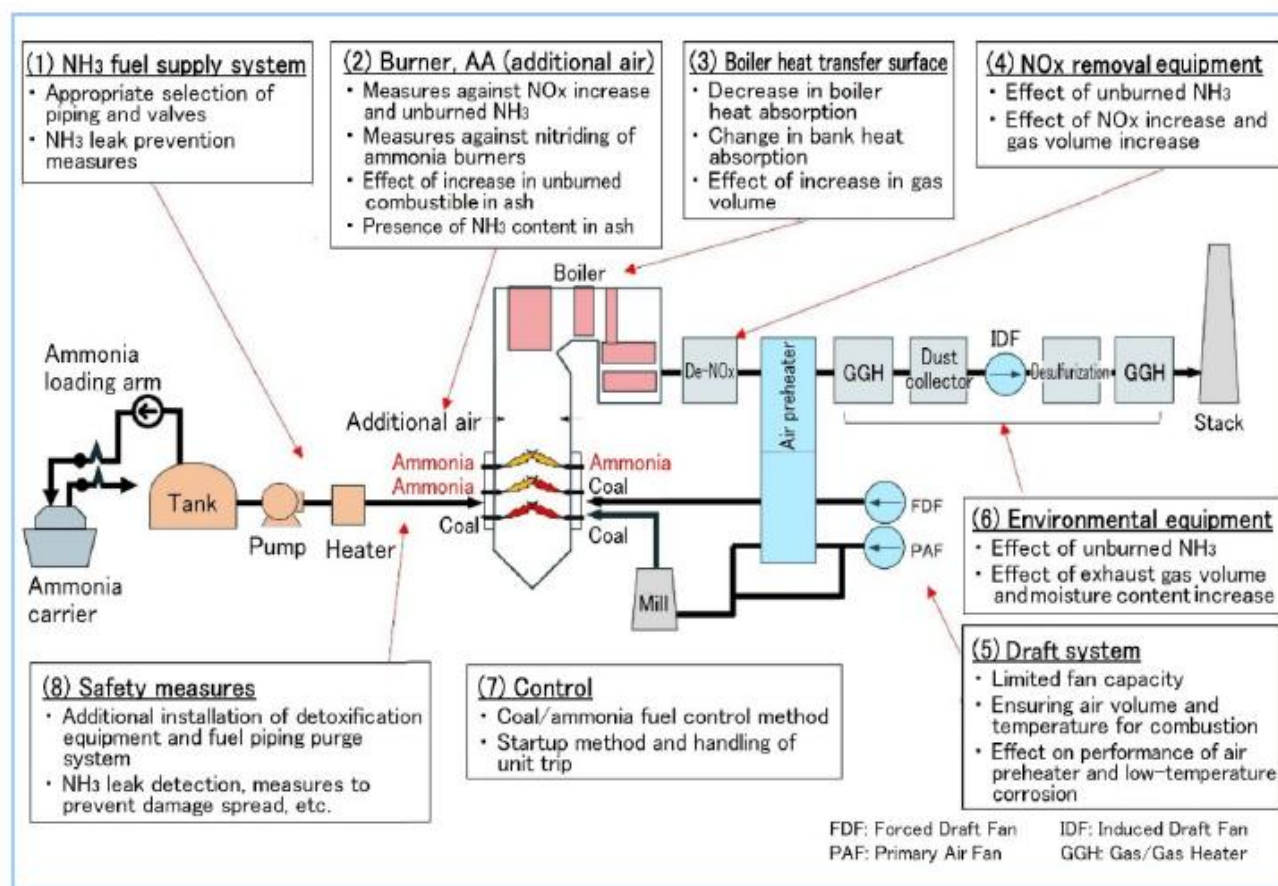 (1) NH₃ fuel supply system
・ Appropriate selection of
piping and valves
・ NH₃ leak prevention
measures
(2) Burner, AA (additional air)
・ Measures against NOx increase
and unburned NH₃
・ Measures against nitriding of
ammonia burners
・ Effect of increase in unburned
combustible in ash
・ Presence of NH₃ content in ash
(3) Boiler heat transfer surface
・ Decrease in boiler
heat absorption
・ Change in bank heat
absorption
・ Effect of increase in gas
volume
(4) NOx removal equipment
・ Effect of unburned NH₃
・ Effect of NOx increase and
gas volume increase
Boiler
Ammonia
loading arm
Additional air
De-NOx
Air preheater
GGH
Dust
collector
IDF
Desulfurization
GGH
Stack
Ammonia
Ammonia
Ammonia
Coal
Coal
Coal
Tank
Pump
Heater
Ammonia
carrier
Mill
FDF
PAF
(6) Environmental equipment
・ Effect of unburned NH₃
・ Effect of exhaust gas volume
and moisture content increase
(5) Draft system
・ Limited fan capacity
・ Ensuring air volume and
temperature for combustion
・ Effect on performance of air
preheater and low-temperature
corrosion
(8) Safety measures
・ Additional installation of detoxification
equipment and fuel piping purge
system
・ NH₃ leak detection, measures to
prevent damage spread, etc.
(7) Control
・ Coal/ammonia fuel control method
・ Startup method and handling of
unit trip
FDF: Forced Draft Fan IDF: Induced Draft Fan
PAF: Primary Air Fan GGH: Gas/Gas Heater